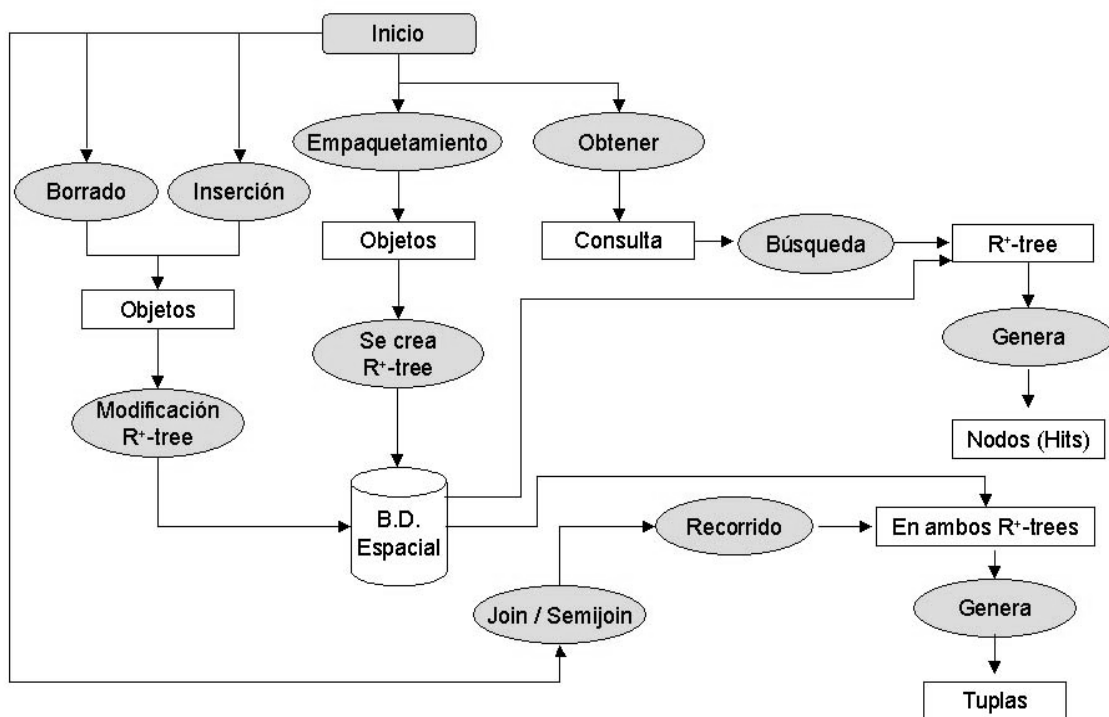 Inicio
Empaquetamiento
Obtener
Borrado
Inserción
Objetos
Consulta
Búsqueda
R⁺-tree
Objetos
Se crea
R⁺-tree
Genera
Modificación
R⁺-tree
Nodos (Hits)
B.D.
Espacial
Recorrido
En ambos R⁺-trees
Join / Semijoin
Genera
Tuplas